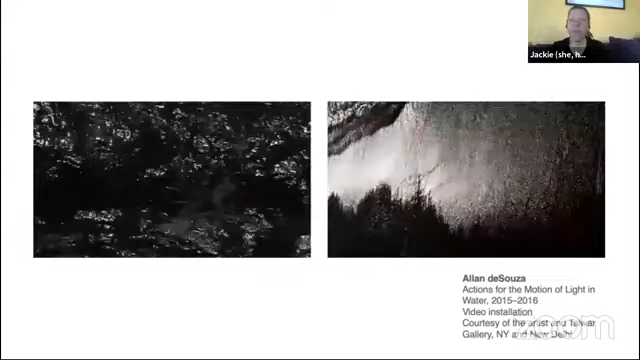 Jackie (she, h...
Allan deSouza
Actions for the Motion of Light in
Water, 2015–2016
Video installation
Courtesy of the artist and Talwar
Gallery, NY and New Delhi
zoom